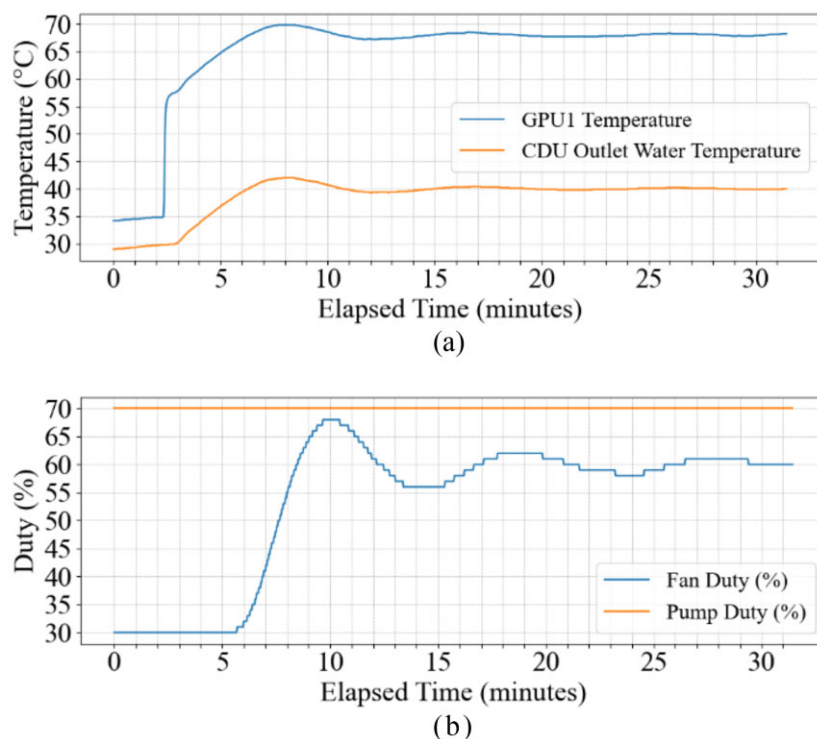 70
65
60
55
50
45
40
35
30
Temperature (°C)
GPU1 Temperature
CDU Outlet Water Temperature
0 5 10 15 20 25 30
Elapsed Time (minutes)
(a)
70
65
60
55
50
45
40
35
30
Duty (%)
Fan Duty (%)
Pump Duty (%)
0 5 10 15 20 25 30
Elapsed Time (minutes)
(b)